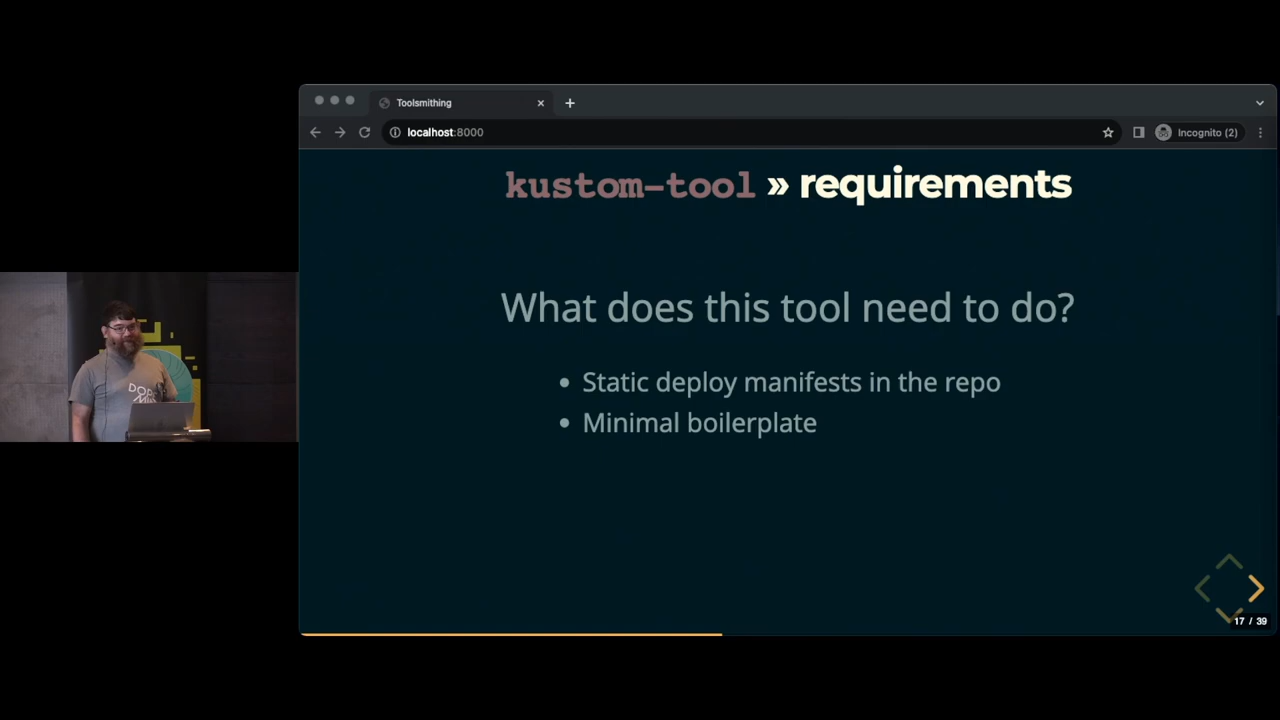 Toolsmithing
localhost:8000
Incognito (2)
kustom-tool » requirements
What does this tool need to do?
• Static deploy manifests in the repo
• Minimal boilerplate
17 / 39